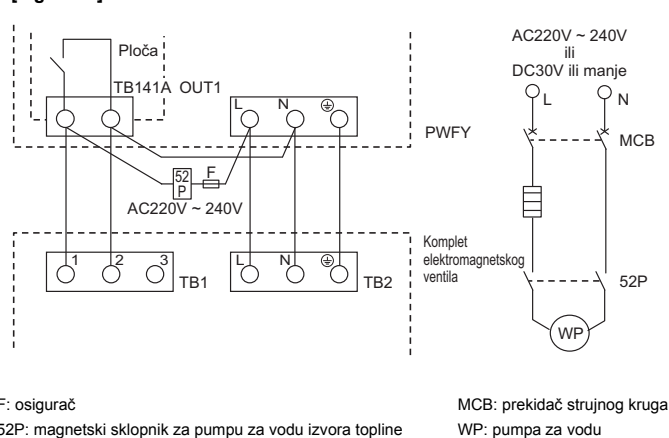 Ploča
TB141A OUT1
L N
52
P
F
AC220V ~ 240V
PWFY
1 2 3
TB1
L N
TB2
Komplet
elektromagnetskog
ventila
AC220V ~ 240V
ili
DC30V ili manje
L
N
MCB
52P
WP
F: osigurač
52P: magnetski sklopnik za pumpu za vodu izvora topline
MCB: prekidač strujnog kruga
WP: pumpa za vodu